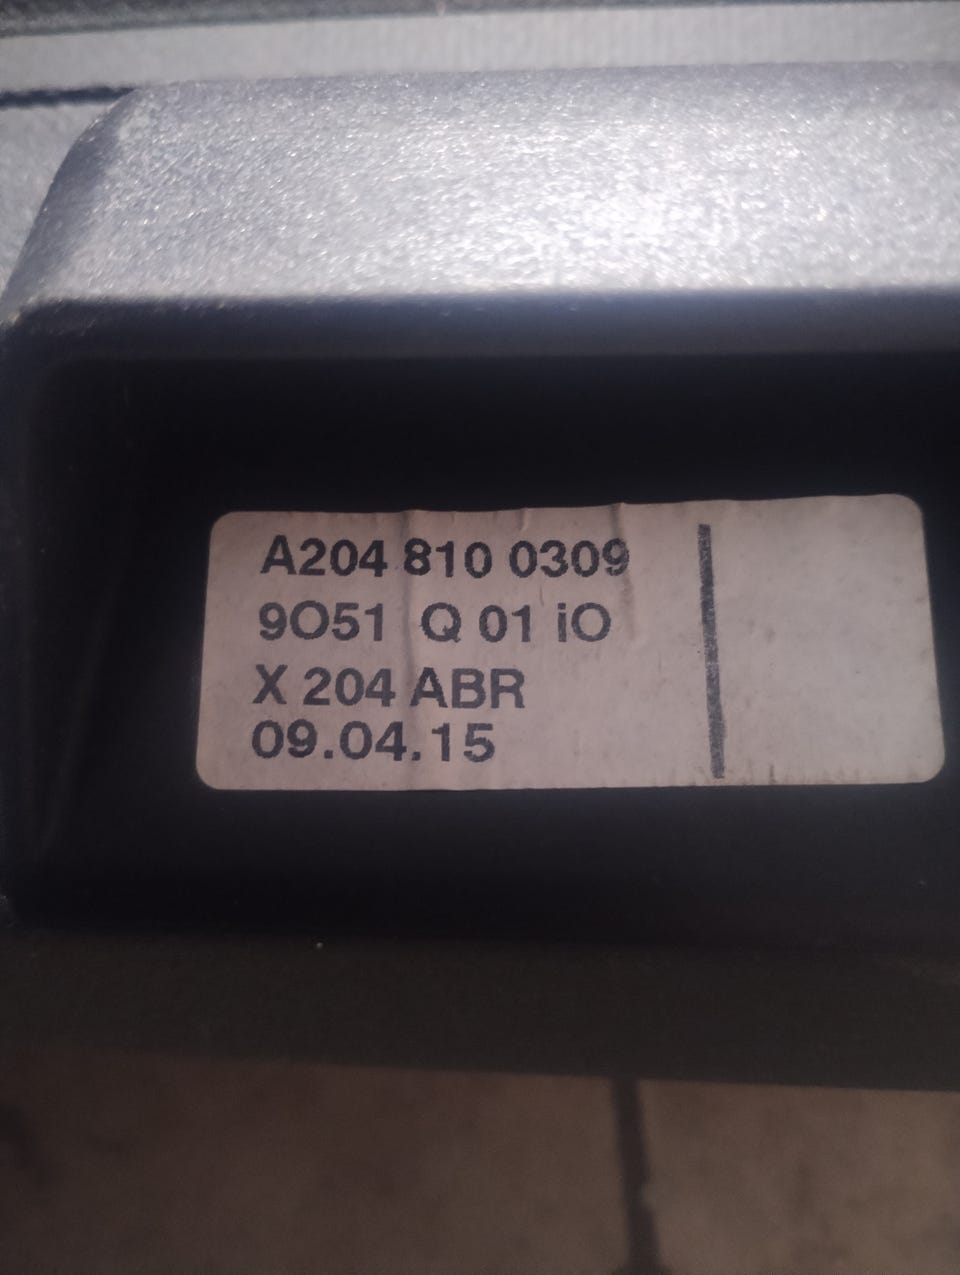 A204 810 0309
9O51 Q 01 iO
X 204 ABR
09.04.15